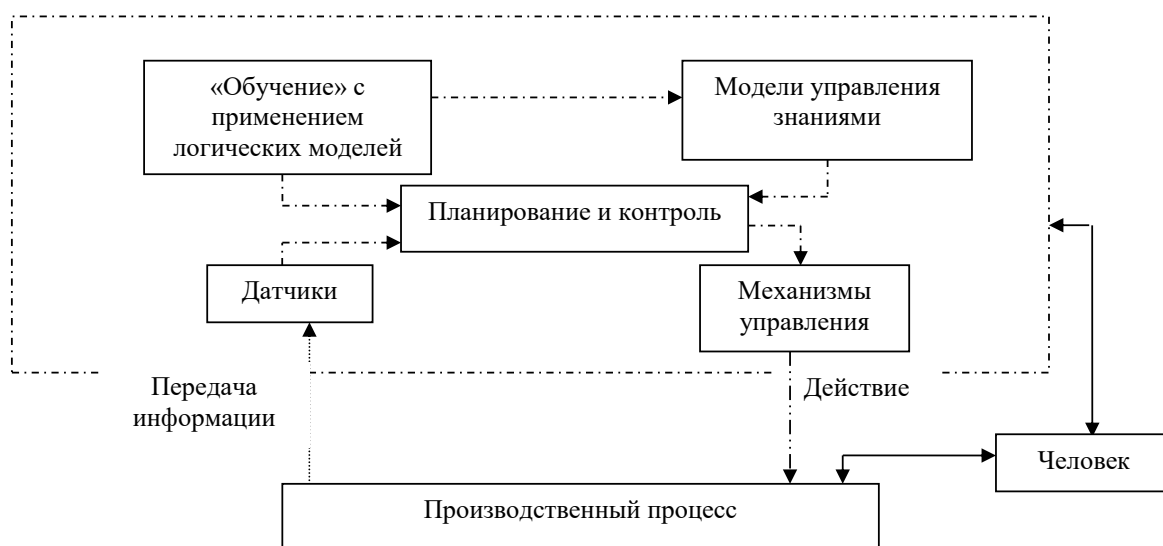 «Обучение» с
применением
логических моделей
Модели управления
знаниями
Планирование и контроль
Датчики
Механизмы
управления
Передача
информации
Действие
Человек
Производственный процесс